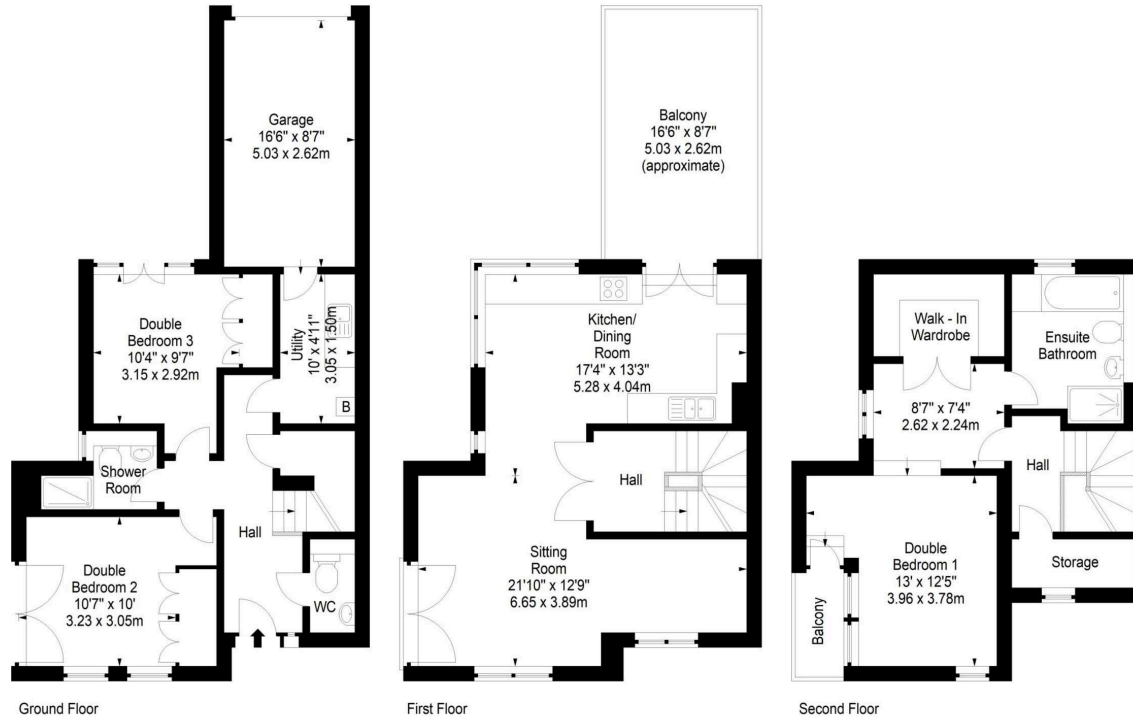 Garage
16'6" x 8'7"
5.03 x 2.62m
Double
Bedroom 3
10'4" x 9'7"
3.15 x 2.92m
Utility
10' x 4'11"
3.05 x 1.50m
B
Shower
Room
Hall
Double
Bedroom 2
10'7" x 10'
3.23 x 3.05m
WC
Ground Floor
Balcony
16'6" x 8'7"
5.03 x 2.62m
(approximate)
Kitchen/
Dining
Room
17'4" x 13'3"
5.28 x 4.04m
Hall
Sitting
Room
21'10" x 12'9"
6.65 x 3.89m
First Floor
Walk - In
Wardrobe
Ensuite
Bathroom
8'7" x 7'4"
2.62 x 2.24m
Hall
Double
Bedroom 1
13' x 12'5"
3.96 x 3.78m
Storage
Balcony
Second Floor